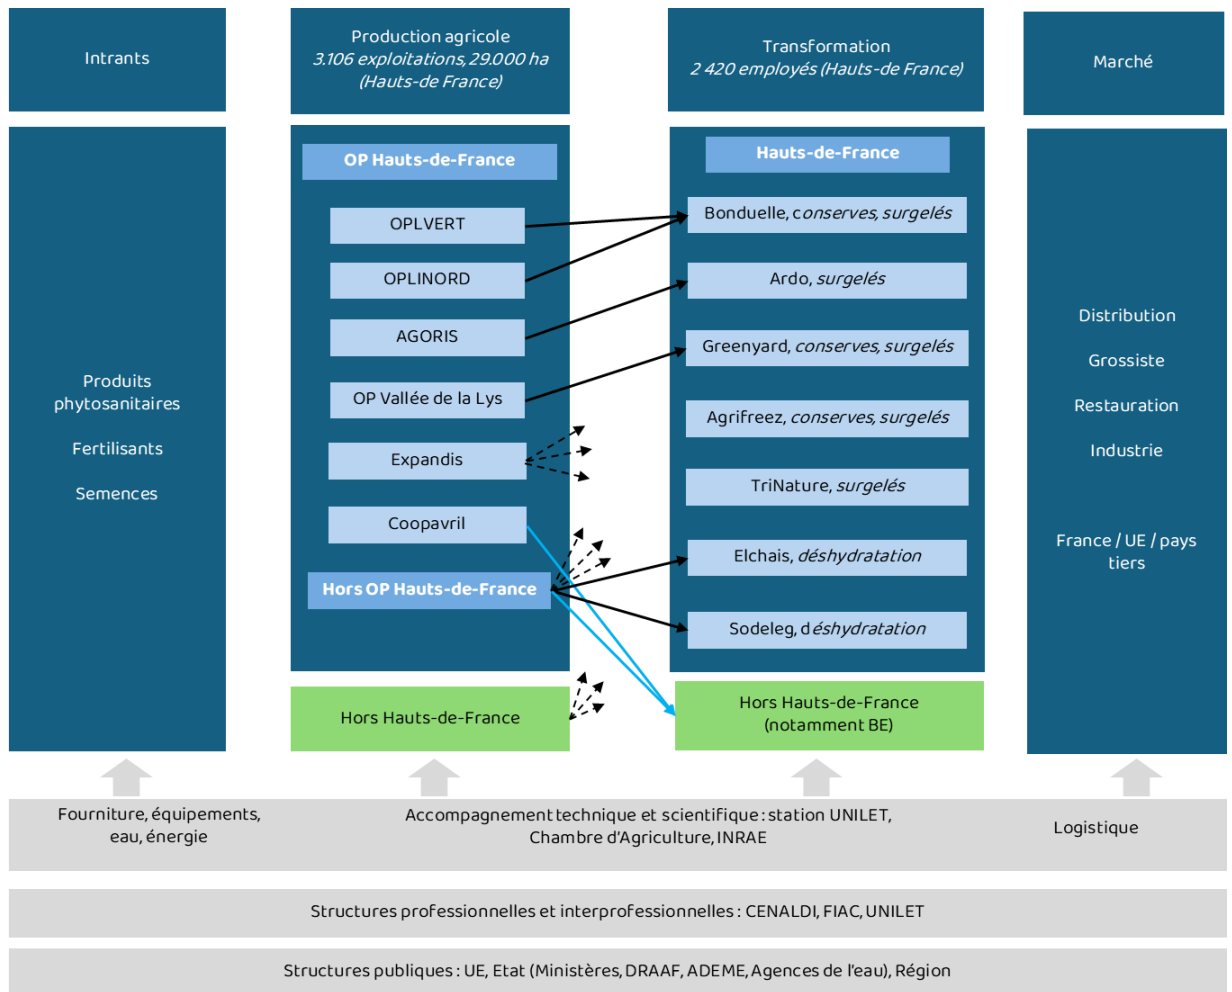 Intrants
Production agricole
3.106 exploitations, 29.000 ha
(Hauts-de France)
Transformation
2 420 employés (Hauts-de France)
Marché
Produits
phytosanitaires
Fertilisants
Semences
OP Hauts-de-France
OPLVERT
OPLINORD
AGORIS
OP Vallée de la Lys
Expandis
Coopavril
Hors OP Hauts-de-France
Hors Hauts-de-France
Hauts-de-France
Bonduelle, conserves, surgelés
Ardo, surgelés
Greenyard, conserves, surgelés
Agrifreez, conserves, surgelés
TriNature, surgelés
Elchais, déshydratation
Sodeleg, déshydratation
Hors Hauts-de-France
(notamment BE)
Distribution
Grossiste
Restauration
Industrie
France / UE / pays
tiers
Fourniture, équipements,
eau, énergie
Accompagnement technique et scientifique : station UNILET,
Chambre d'Agriculture, INRAE
Logistique
Structures professionnelles et interprofessionnelles : CENALDI, FIAC, UNILET
Structures publiques : UE, Etat (Ministères, DRAAF, ADEME, Agences de l'eau), Région